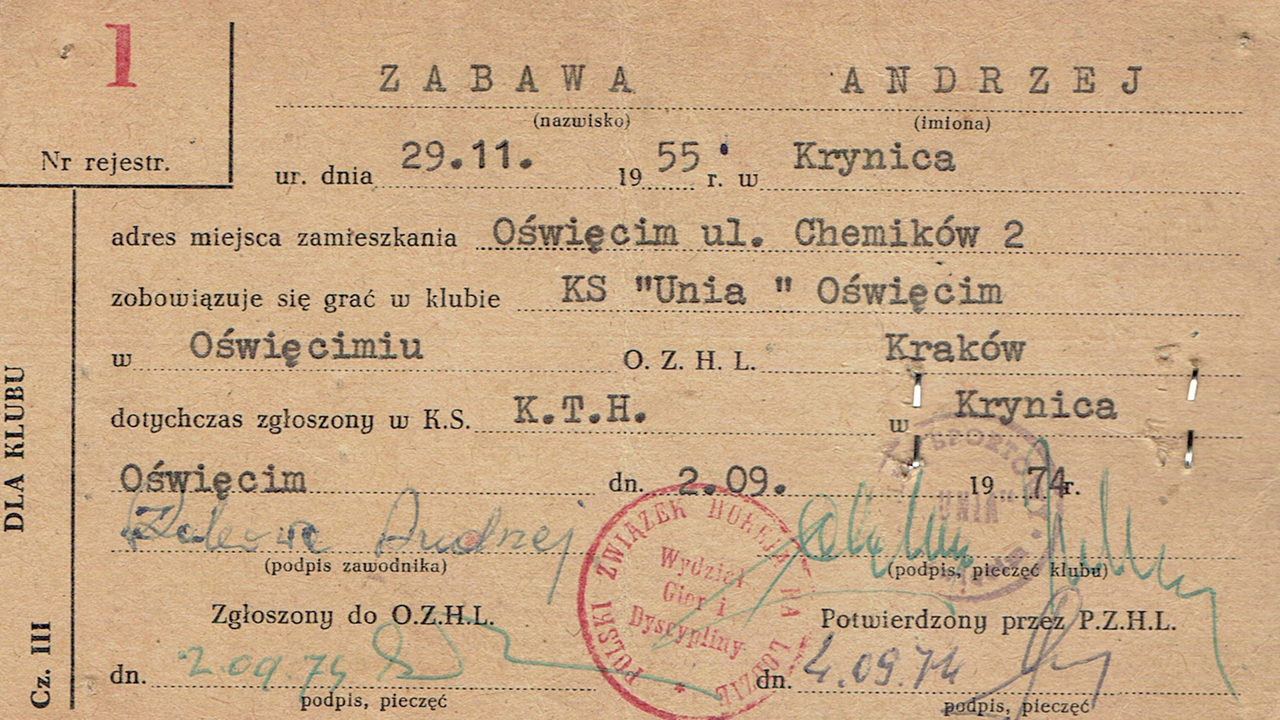 1
Nr rejestr.
ZABAWA ANDRZEJ
(nazwisko) (imiona)
ur. dnia 29.11. 1955 r. w Krynica
adres miejsca zamieszkania Oświęcim ul. Chemików 2
zobowiązuje się grać w klubie KS "Unia " Oświęcim
w Oświęcimiu O. Z. H. L. Kraków
dotychczas zgłoszony w K.S. K.T.H. w Krynica
Oświęcim dn. 2.09. 1974r.
Zabawa Andrzej
(podpis zawodnika) (podpis, pieczęć klubu)
Zgłoszony do O.Z.H.L. Potwierdzony przez P.Z.H.L.
dn. 2.09.74 dn. 4.09.74
podpis, pieczęć podpis, pieczęć
DLA KLUBU
Cz. III
POLSKI ZWIĄZEK HOKEJA NA LODZIE
Wydział
Gier i
Dyscypliny
"UNIA"